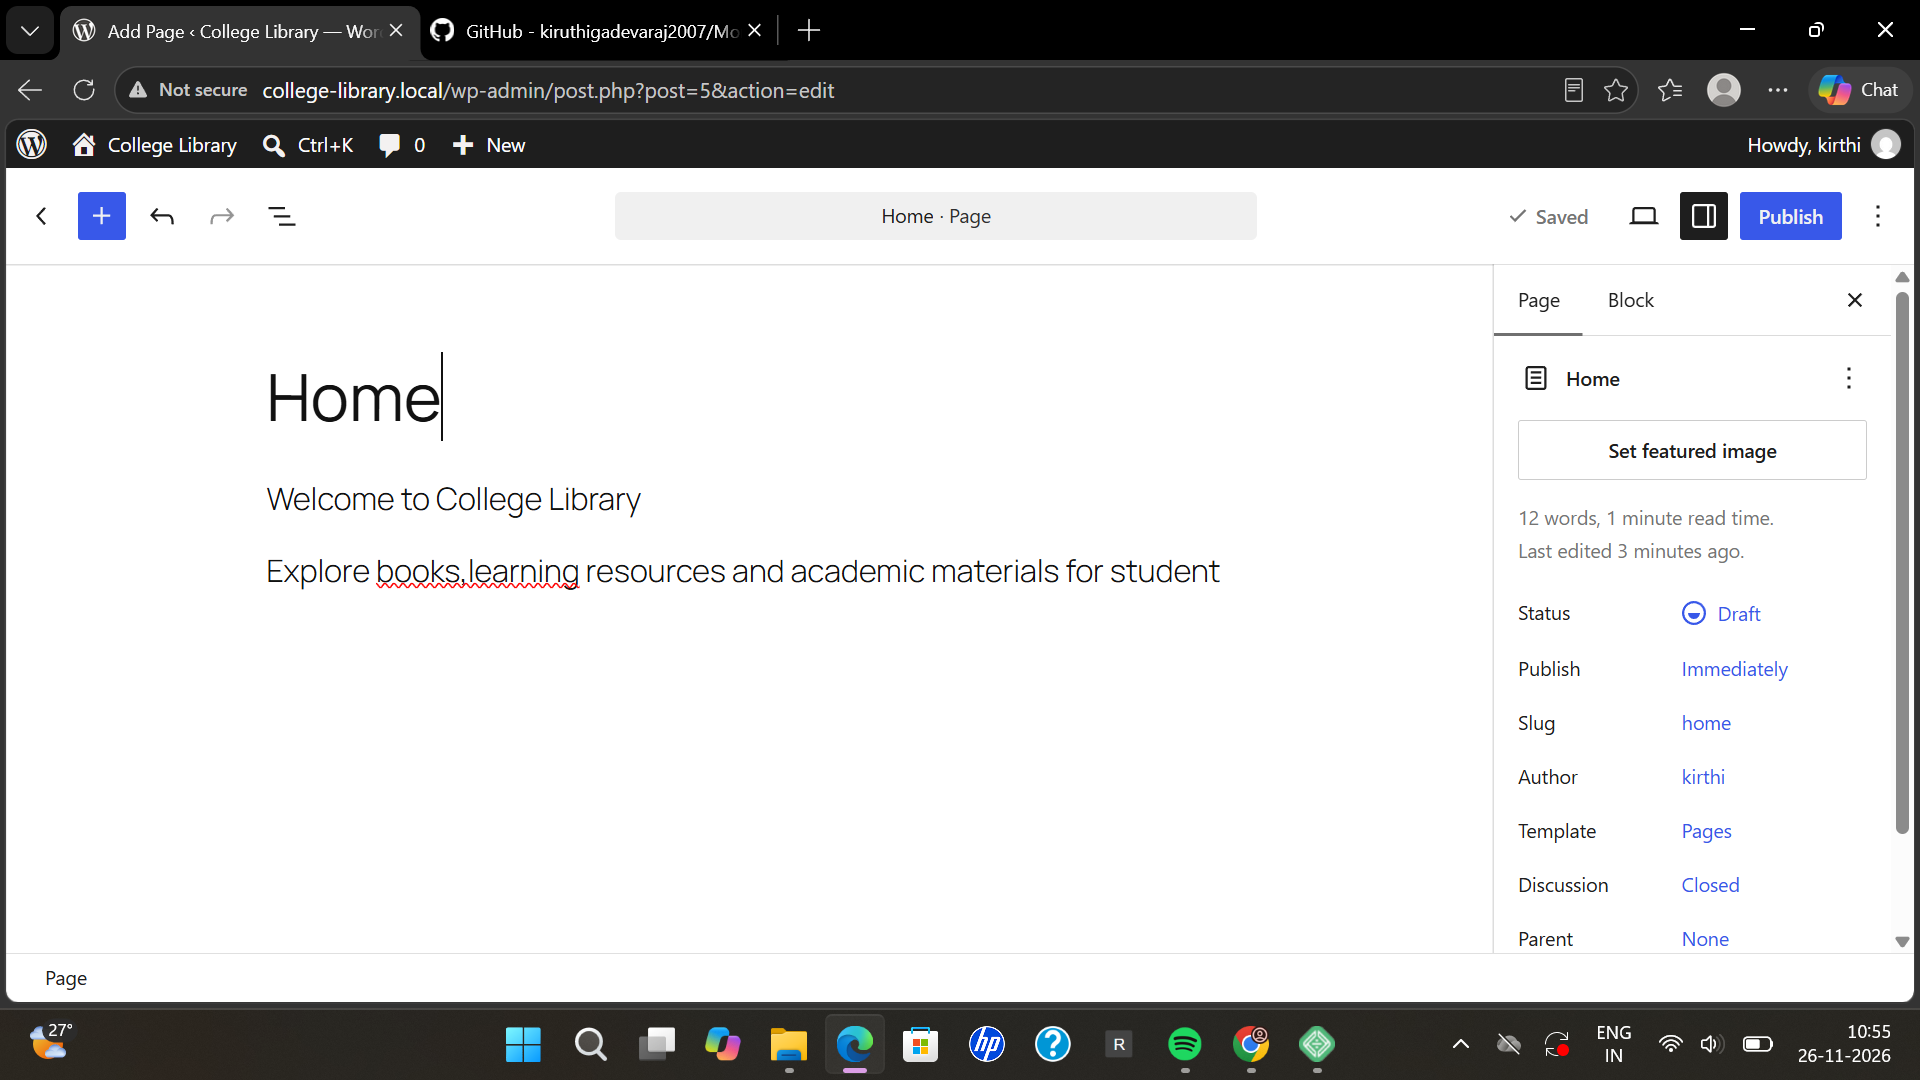 Add Page ‹ College Library — Wor
GitHub - kiruthigadevaraj2007/Mo
Not secure college-library.local/wp-admin/post.php?post=5&action=edit
Chat
College Library Ctrl+K 0 New
Howdy, kirthi
Home · Page
Saved
Publish
Page Block
Home
Home
Set featured image
Welcome to College Library
12 words, 1 minute read time.
Last edited 3 minutes ago.
Explore books,learning resources and academic materials for student
Status Draft
Publish Immediately
Slug home
Author kirthi
Template Pages
Discussion Closed
Parent None
Page
27°
hp
?
R
ENG
IN
10:55
26-11-2026